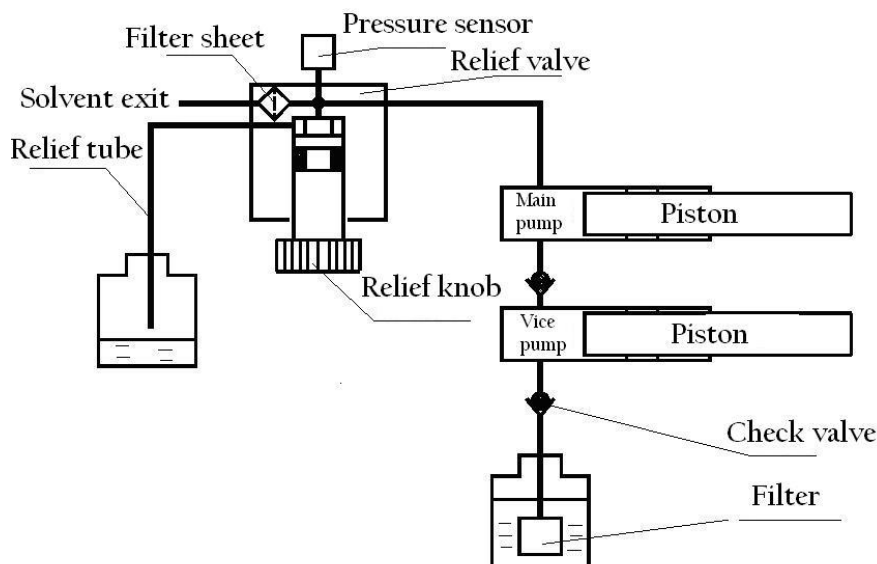 Pressure sensor
Filter sheet
Relief valve
Solvent exit
Relief tube
Main
pump
Piston
Relief knob
Vice
pump
Piston
Check valve
Filter